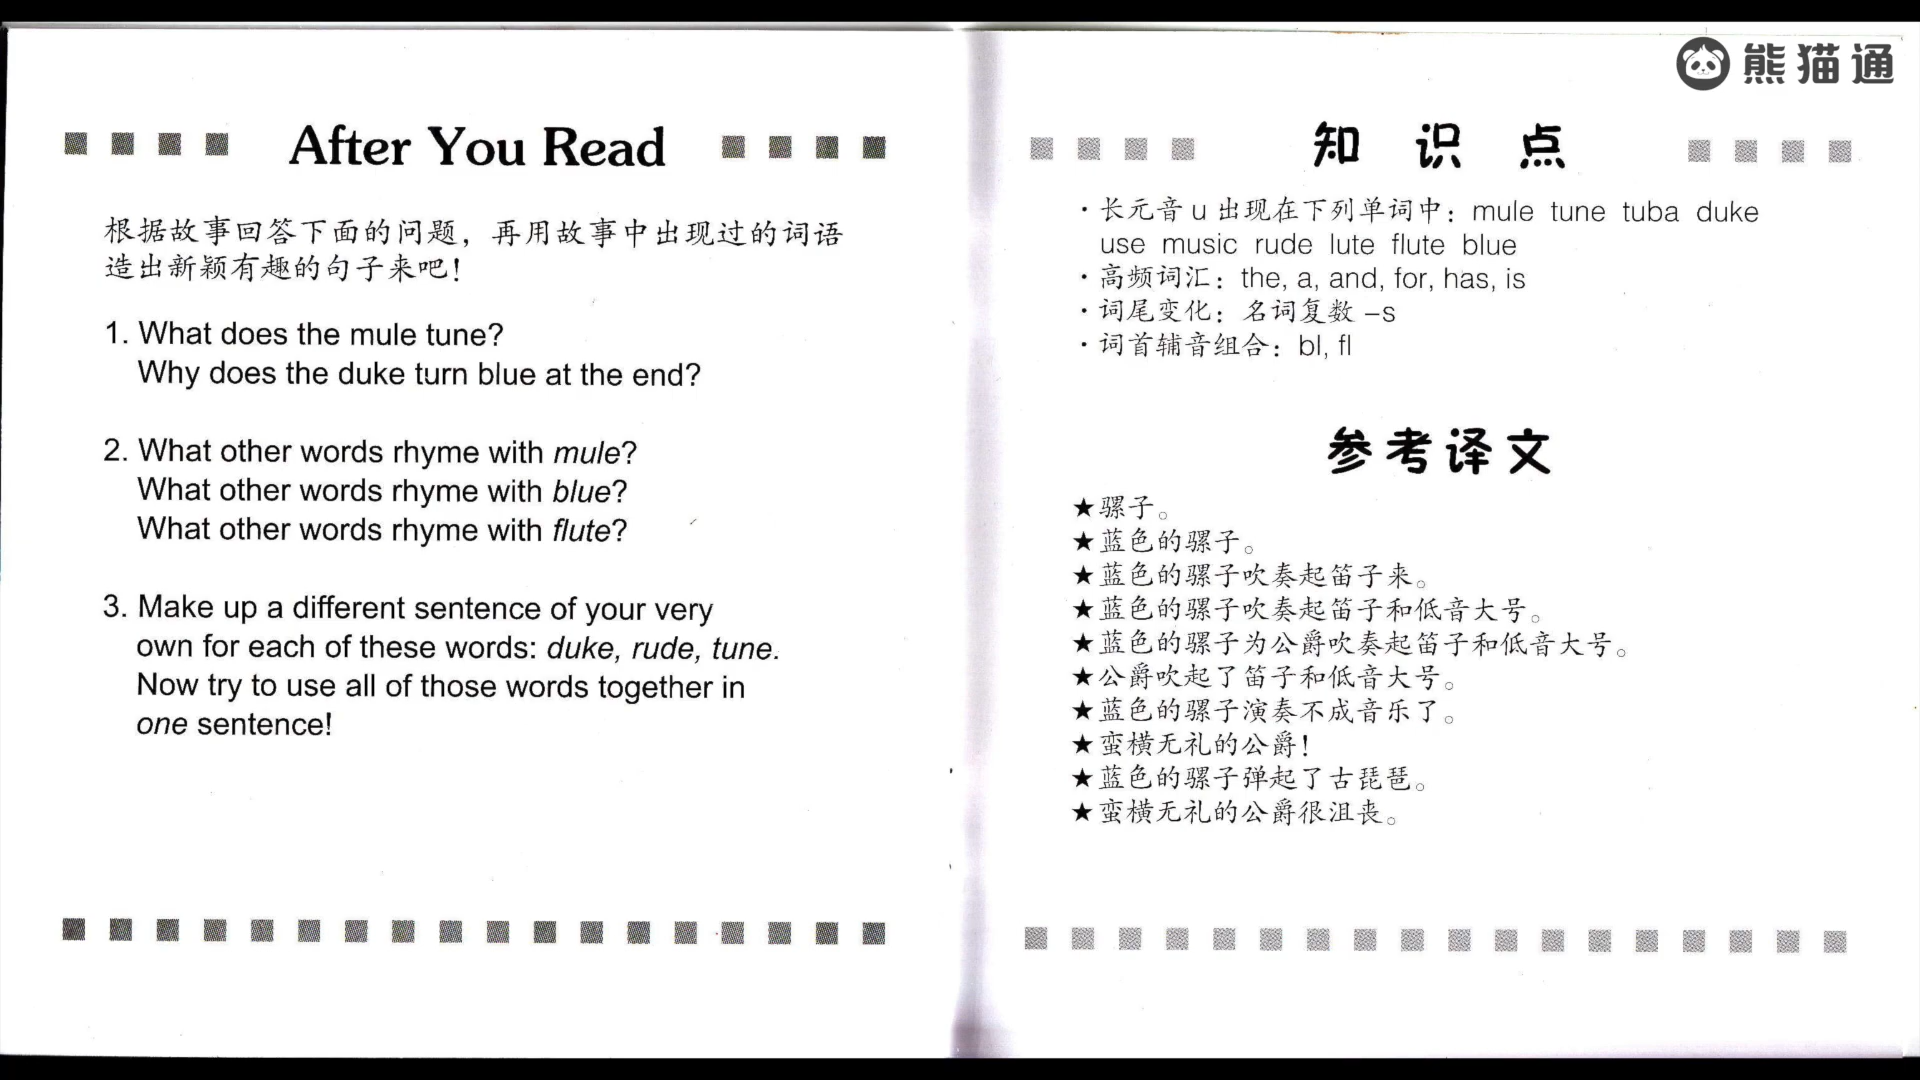 熊猫通
After You Read
根据故事回答下面的问题，再用故事中出现过的词语
造出新颖有趣的句子来吧！
1. What does the mule tune?
Why does the duke turn blue at the end?
2. What other words rhyme with mule?
What other words rhyme with blue?
What other words rhyme with flute?
3. Make up a different sentence of your very
own for each of these words: duke, rude, tune.
Now try to use all of those words together in
one sentence!
知 识 点
·长元音 u 出现在下列单词中：mule tune tuba duke
use music rude lute flute blue
·高频词汇：the, a, and, for, has, is
·词尾变化：名词复数 –s
·词首辅音组合：bl, fl
参考译文
★骡子。
★蓝色的骡子。
★蓝色的骡子吹奏起笛子来。
★蓝色的骡子吹奏起笛子和低音大号。
★蓝色的骡子为公爵吹奏起笛子和低音大号。
★公爵吹起了笛子和低音大号。
★蓝色的骡子演奏不成音乐了。
★蛮横无礼的公爵！
★蓝色的骡子弹起了古琵琶。
★蛮横无礼的公爵很沮丧。